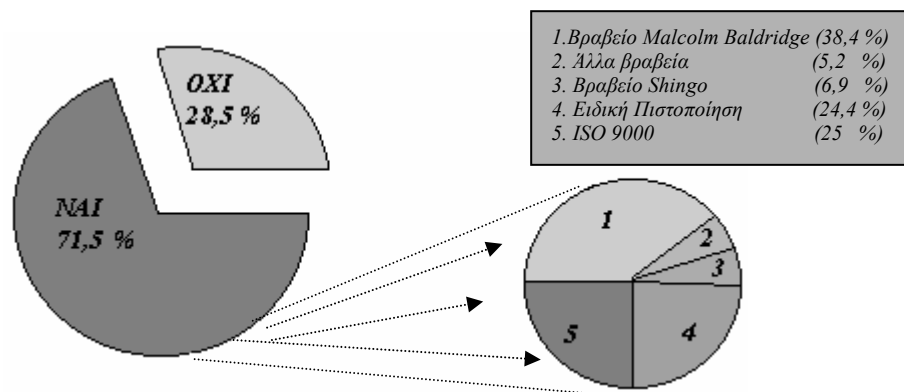 1.Βραβείο Malcolm Baldridge (38,4 %)
2. Άλλα βραβεία (5,2 %)
3. Βραβείο Shingo (6,9 %)
4. Ειδική Πιστοποίηση (24,4 %)
5. ISO 9000 (25 %)
ΟΧΙ
28,5 %
ΝΑΙ
71,5 %
1
2
3
4
5